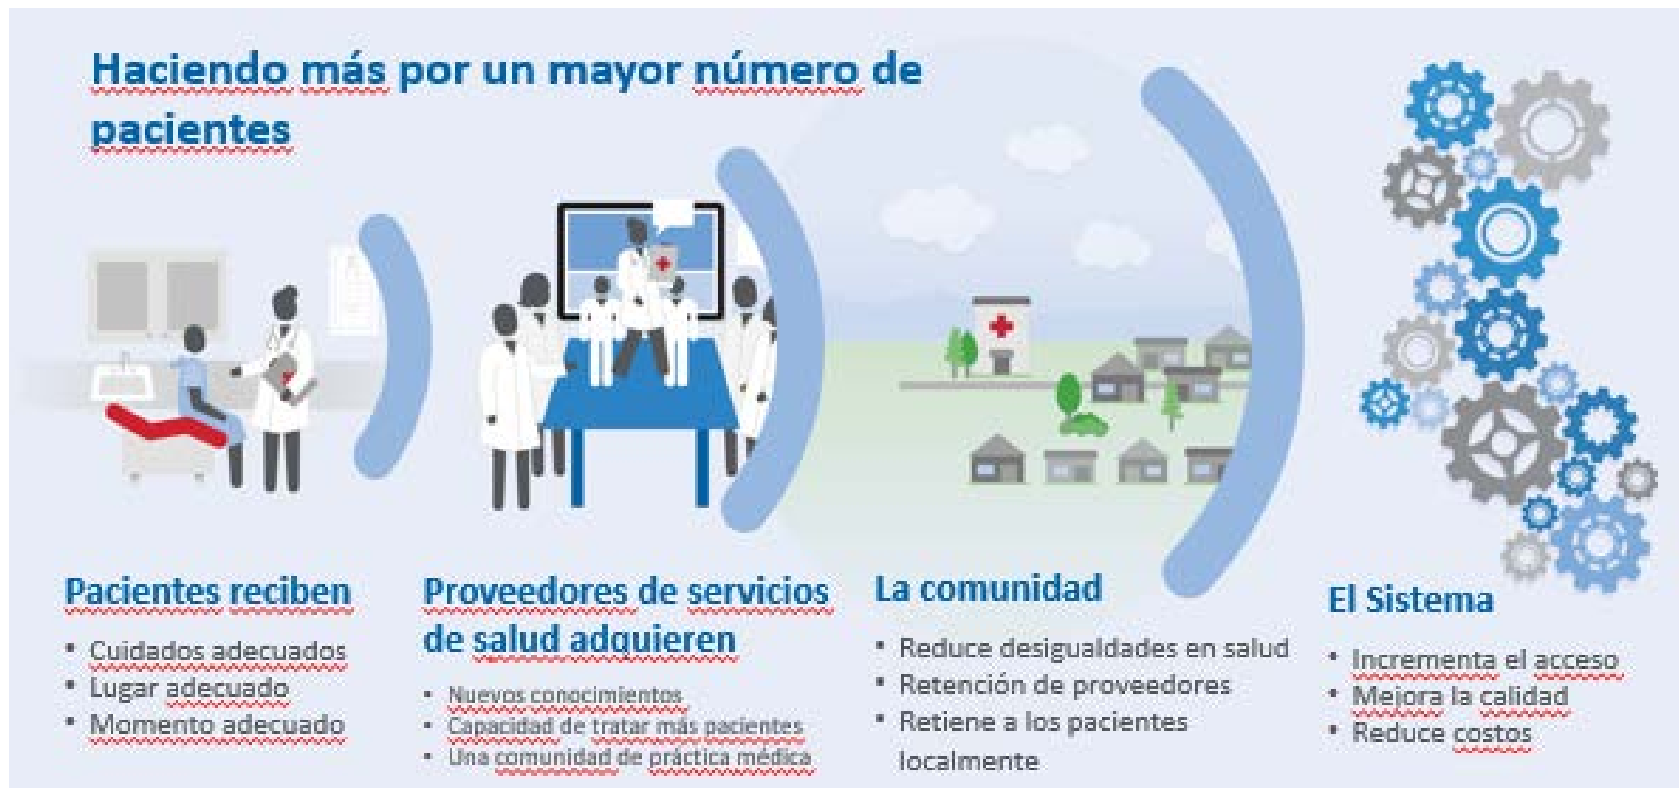 Haciendo más por un mayor número de
pacientes
Pacientes reciben
• Cuidados adecuados
• Lugar adecuado
• Momento adecuado
Proveedores de servicios
de salud adquieren
• Nuevos conocimientos
• Capacidad de tratar más pacientes
• Una comunidad de práctica médica
La comunidad
• Reduce desigualdades en salud
• Retención de proveedores
• Retiene a los pacientes
localmente
El Sistema
• Incrementa el acceso
• Mejora la calidad
• Reduce costos